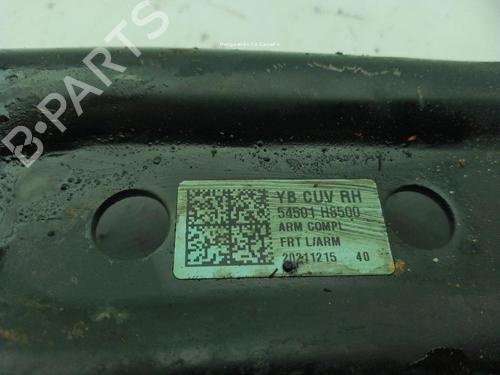 B-PARTS
YB CUV RH
54501 H8500
ARM COMPL
FRT L/ARM
20211215 40